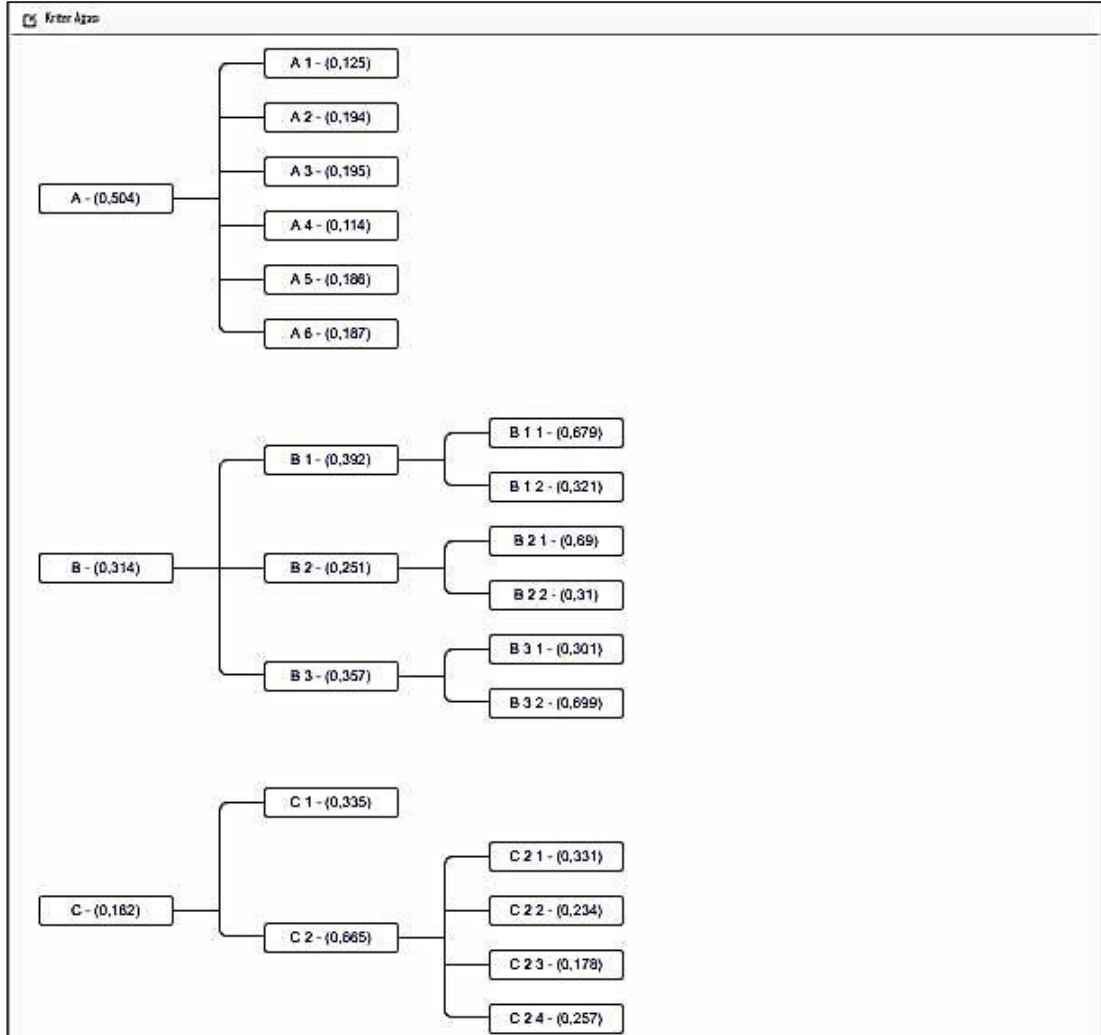 Kriter Ağacı
A - (0,504)
A 1 - (0,125)
A 2 - (0,194)
A 3 - (0,195)
A 4 - (0,114)
A 5 - (0,186)
A 6 - (0,187)
B - (0,314)
B 1 - (0,392)
B 1 1 - (0,679)
B 1 2 - (0,321)
B 2 - (0,251)
B 2 1 - (0,69)
B 2 2 - (0,31)
B 3 - (0,357)
B 3 1 - (0,301)
B 3 2 - (0,699)
C - (0,182)
C 1 - (0,335)
C 2 - (0,665)
C 2 1 - (0,331)
C 2 2 - (0,234)
C 2 3 - (0,178)
C 2 4 - (0,257)